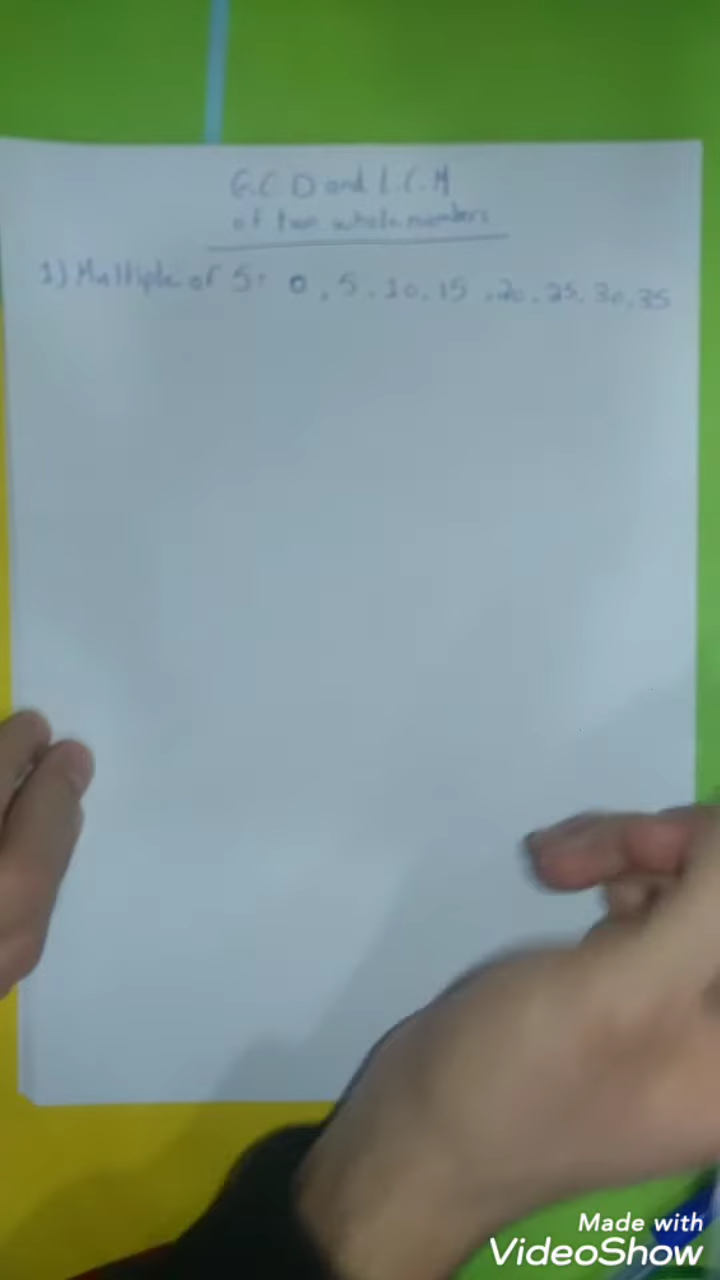 G.C.D and L.C.M
of two whole numbers
1) Multiple of 5: 0, 5, 10, 15, 20, 25, 30, 35
Made with
VideoShow